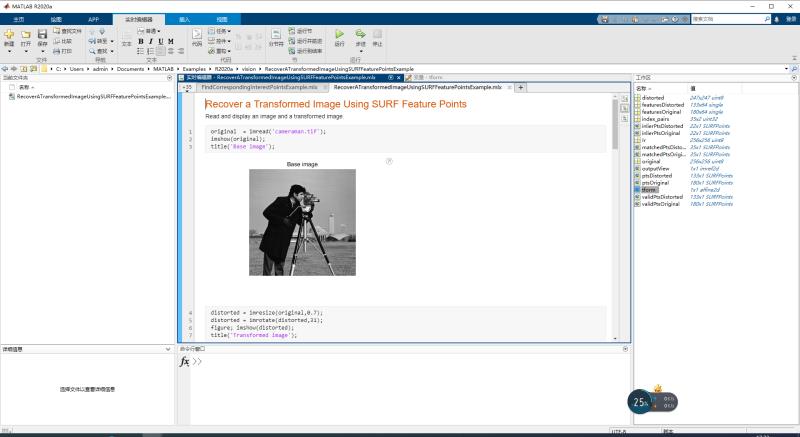 MATLAB R2020a
主页 绘图 APP 实时编辑器 插入 视图
搜索文档 登录
新建 打开 保存 查找文件 比较 打印 转至 查找 文本 普通 B I U M 代码 任务 控件 重构 分节符 运行节 运行并前进 运行到结束 运行 步进 停止
文件 导航 文本 代码 节 运行
C: Users admin Documents MATLAB Examples R2020a vision RecoverATransformedImageUsingSURFFeaturePointsExample
当前文件夹
名称
RecoverATransformedImageUsingSURFFeaturePointsExample....
实时编辑器 - RecoverATransformedImageUsingSURFFeaturePointsExample.mlx
变量 - tform
+35 FindCorrespondingInterestPointsExample.mlx RecoverATransformedImageUsingSURFFeaturePointsExample.mlx
Recover a Transformed Image Using SURF Feature Points
Read and display an image and a transformed image
1 original = imread('cameraman.tif');
2 imshow(original);
3 title('Base image');
Base image
4 distorted = imresize(original,0.7);
5 distorted = imrotate(distorted,31);
6 figure; imshow(distorted);
7 title('Transformed image');
工作区
名称 值
distorted 247x247 uint8
featuresDistorted 133x64 single
featuresOriginal 180x64 single
index_pairs 35x2 uint32
inlierPtsDistorted 22x1 SURFPoints
inlierPtsOriginal 22x1 SURFPoints
Ir 256x256 uint8
matchedPtsDisto... 35x1 SURFPoints
matchedPtsOrigi... 35x1 SURFPoints
original 256x256 uint8
outputView 1x1 imref2d
ptsDistorted 133x1 SURFPoints
ptsOriginal 180x1 SURFPoints
tform 1x1 affine2d
validPtsDistorted 133x1 SURFPoints
validPtsOriginal 180x1 SURFPoints
详细信息
选择文件以查看详细信息
命令行窗口
fx >>
25%
UTF-8 脚本